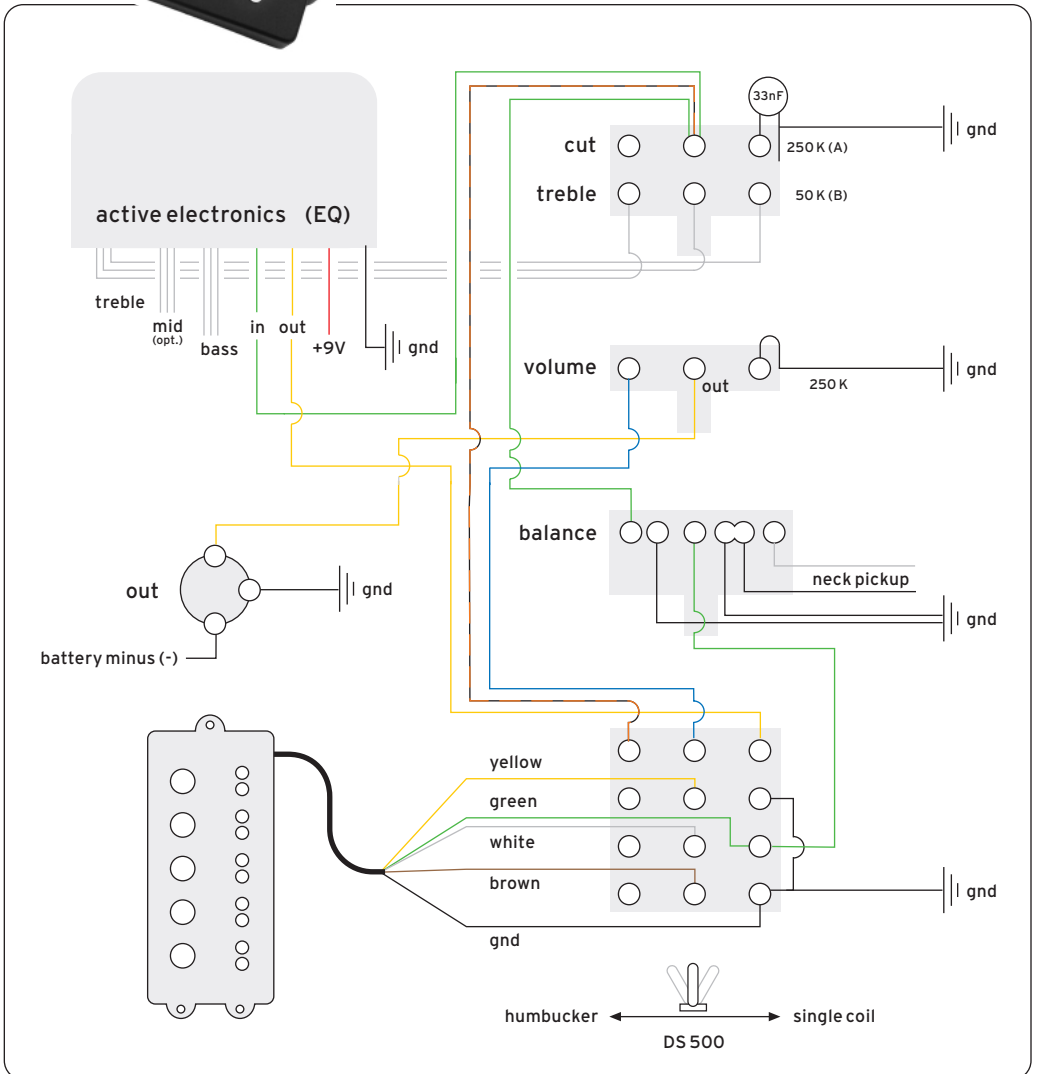 33nF
gnd
cut
250 K (A)
treble
50 K (B)
active electronics (EQ)
treble
mid
(opt.)
bass
in
out
+9V
gnd
volume
out
250 K
gnd
balance
neck pickup
gnd
out
gnd
battery minus (-)
yellow
green
white
brown
gnd
gnd
humbucker
single coil
DS 500